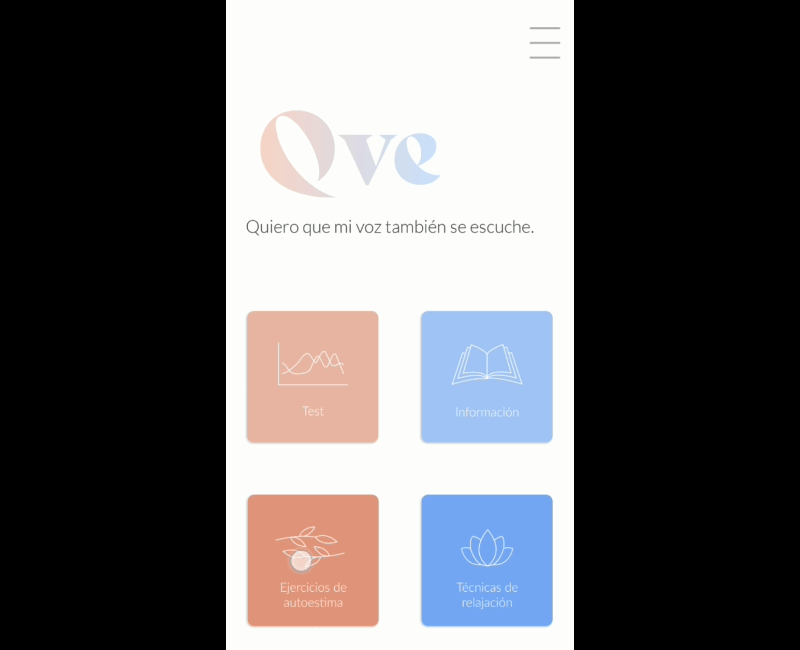 Qve
Quiero que mi voz también se escuche.
Test
Información
Ejercicios de
autoestima
Técnicas de
relajación